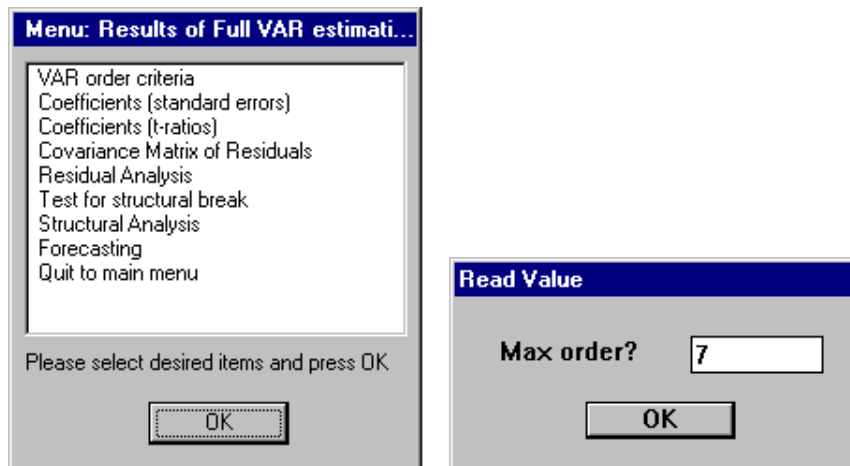 Menu: Results of Full VAR estimati...
VAR order criteria
Coefficients (standard errors)
Coefficients (t-ratios)
Covariance Matrix of Residuals
Residual Analysis
Test for structural break
Structural Analysis
Forecasting
Quit to main menu
Please select desired items and press OK
OK
Read Value
Max order? 7
OK